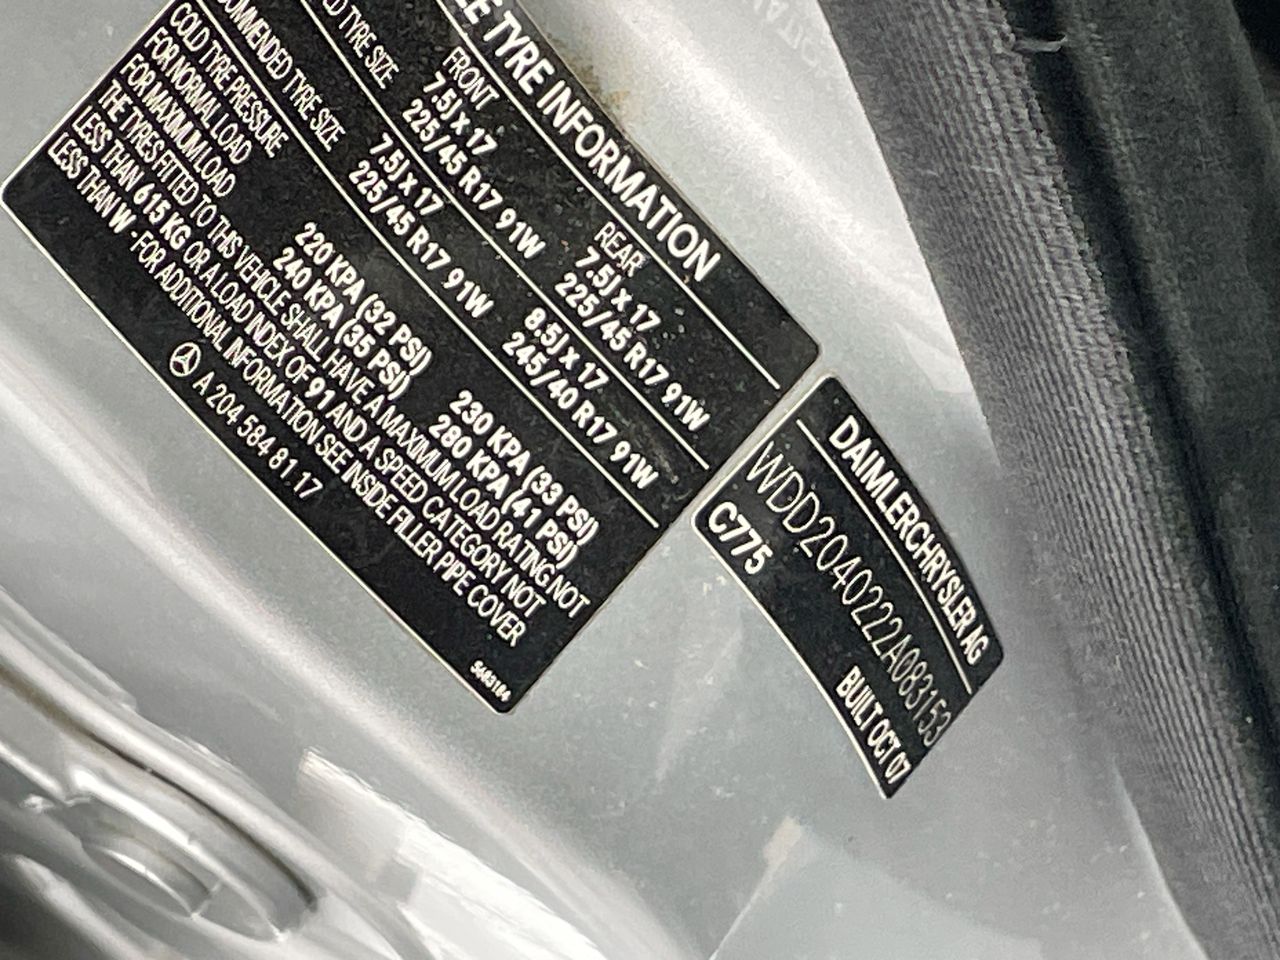 LE TYRE INFORMATION
FRONT REAR
7.5J x 17 7.5J x 17
TYRE SIZE 225/45 R17 91W 225/45 R17 91W
7.5J x 17 8.5J x 17
TYRE SIZE 225/45 R17 91W 245/40 R17 91W
COLD TYRE PRESSURE
FOR NORMAL LOAD 220 KPA (32 PSI) 230 KPA (33 PSI)
FOR MAXIMUM LOAD 240 KPA (35 PSI) 280 KPA (41 PSI)
THE TYRES FITTED TO THIS VEHICLE SHALL HAVE A MAXIMUM LOAD RATING NOT
LESS THAN 615 KG OR A LOAD INDEX OF 91 AND A SPEED CATEGORY NOT
LESS THAN W - FOR ADDITIONAL INFORMATION SEE INSIDE FILLER PIPE COVER
A 204 584 81 17
DAIMLERCHRYSLER AG
WDD2040222A083153
C775 BUILT OCT 07